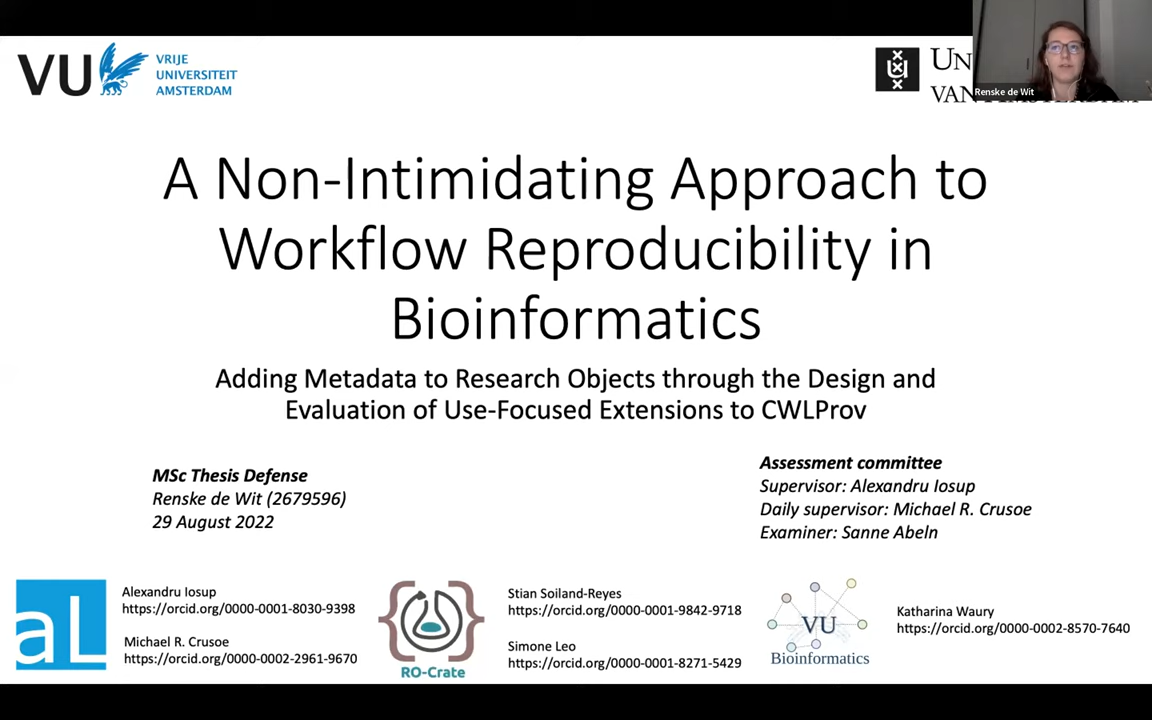 VU
VRIJE
UNIVERSITEIT
AMSTERDAM
Renske de Wit
A Non-Intimidating Approach to
Workflow Reproducibility in
Bioinformatics
Adding Metadata to Research Objects through the Design and
Evaluation of Use-Focused Extensions to CWLProv
MSc Thesis Defense
Renske de Wit (2679596)
29 August 2022
Assessment committee
Supervisor: Alexandru Iosup
Daily supervisor: Michael R. Crusoe
Examiner: Sanne Abeln
aL
Alexandru Iosup
https://orcid.org/0000-0001-8030-9398
Michael R. Crusoe
https://orcid.org/0000-0002-2961-9670
RO-Crate
Stian Soiland-Reyes
https://orcid.org/0000-0001-9842-9718
Simone Leo
https://orcid.org/0000-0001-8271-5429
VU
Bioinformatics
Katharina Waury
https://orcid.org/0000-0002-8570-7640